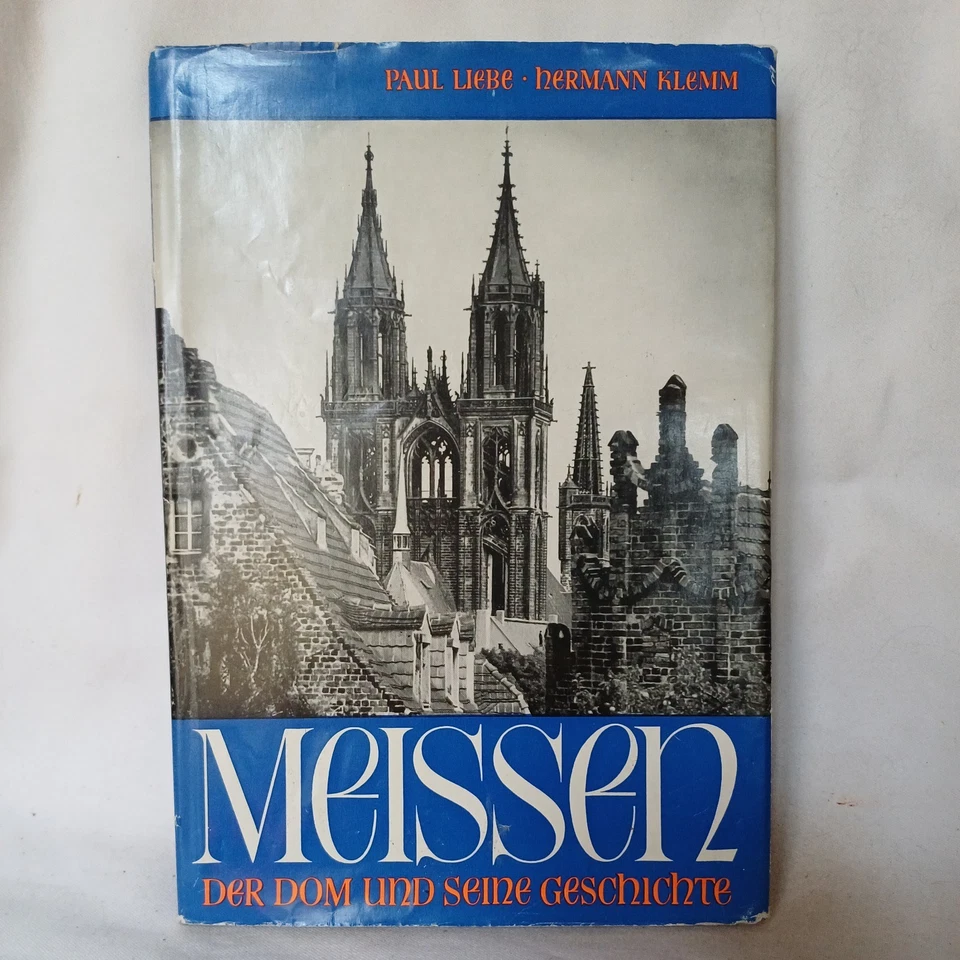 PAUL LIEBE · HERMANN KLEMM
MEISSEN
DER DOM UND SEINE GESCHICHTE